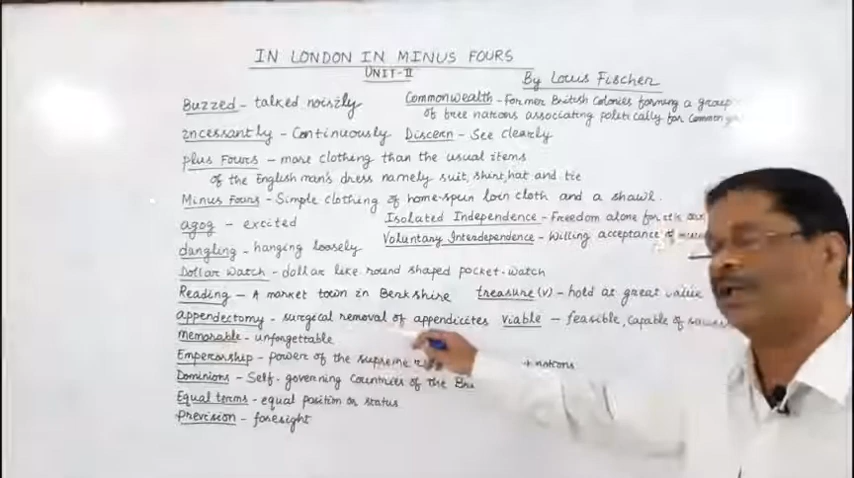 IN LONDON IN MINUS FOURS
UNIT-II
By Louis Fischer
Buzzed - talked noisily
Commonwealth - Former British Colonies forming a group
of free nations associating politically for common
Incessantly - Continuously
Discern - See clearly
Plus Fours - more clothing than the usual items
of the English man's dress namely suit, shirt, hat and tie
Minus Fours - Simple clothing of home-spun loin cloth and a shawl.
agog - excited
Isolated Independence - Freedom alone for
dangling - hanging loosely
Voluntary Interdependence - Willing acceptance
Dollar Watch - dollar like round shaped pocket-watch
Reading - A market town in Berkshire
treasure (v) - hold at great value
appendectomy - surgical removal of appendicites
Viable - feasible, capable of
Memorable - unforgettable
Emperorship - power of the supreme
nations
Dominions - Self-governing Countries of the
Equal terms - equal position or status
Prevision - foresight